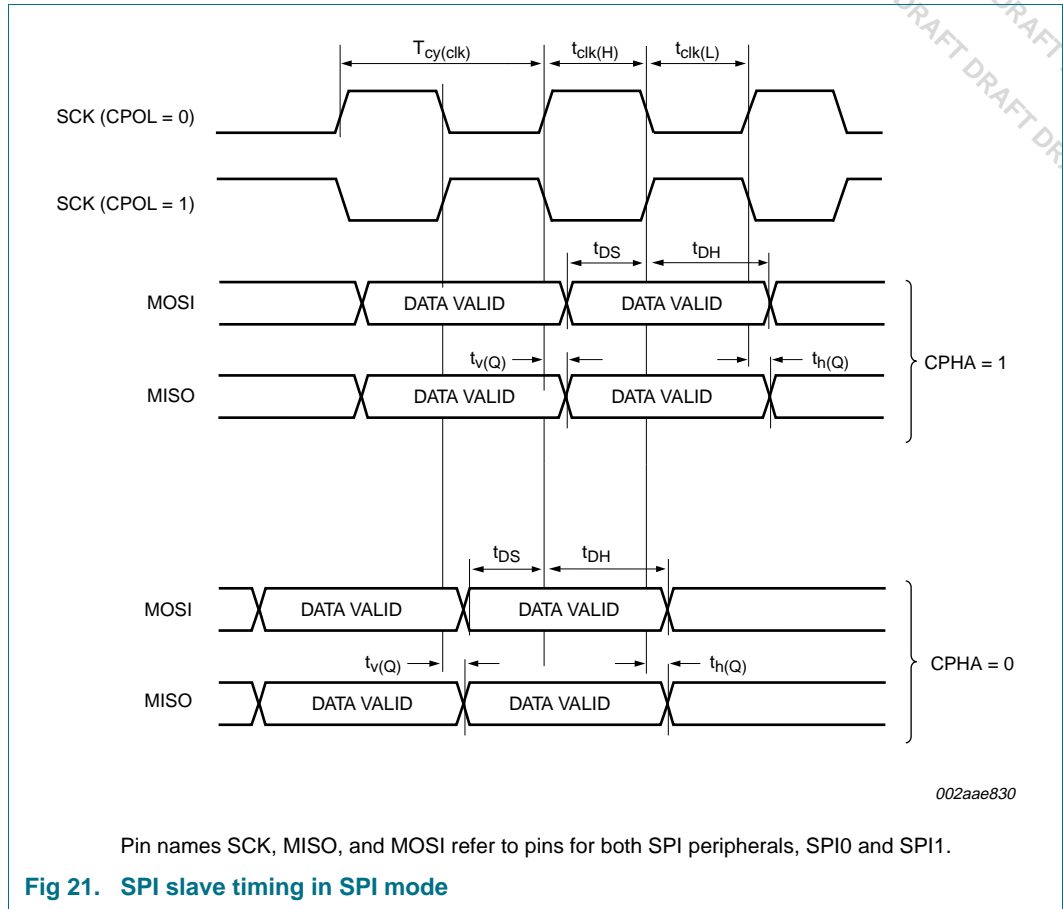 DRAFT DRAFT DRA
DRAFT DRAFT
Tcy(clk)
tclk(H)
tclk(L)
SCK (CPOL = 0)
SCK (CPOL = 1)
tDS
tDH
MOSI
DATA VALID
DATA VALID
tv(Q)
th(Q)
MISO
DATA VALID
DATA VALID
CPHA = 1
tDS
tDH
MOSI
DATA VALID
DATA VALID
tv(Q)
th(Q)
MISO
DATA VALID
DATA VALID
CPHA = 0
002aae830
Pin names SCK, MISO, and MOSI refer to pins for both SPI peripherals, SPI0 and SPI1.
Fig 21. SPI slave timing in SPI mode